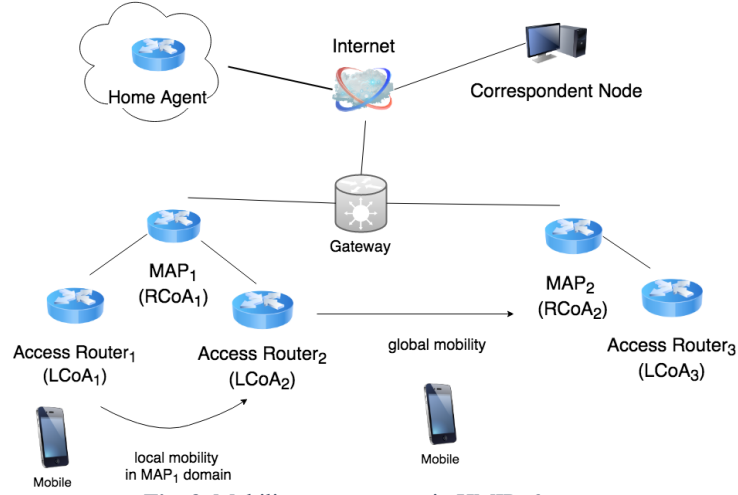 Internet
Home Agent
Correspondent Node
Gateway
MAP₁
(RCoA₁)
MAP₂
(RCoA₂)
Access Router₁
(LCoA₁)
Access Router₂
(LCoA₂)
global mobility
Access Router₃
(LCoA₃)
local mobility
in MAP₁ domain
Mobile
Mobile